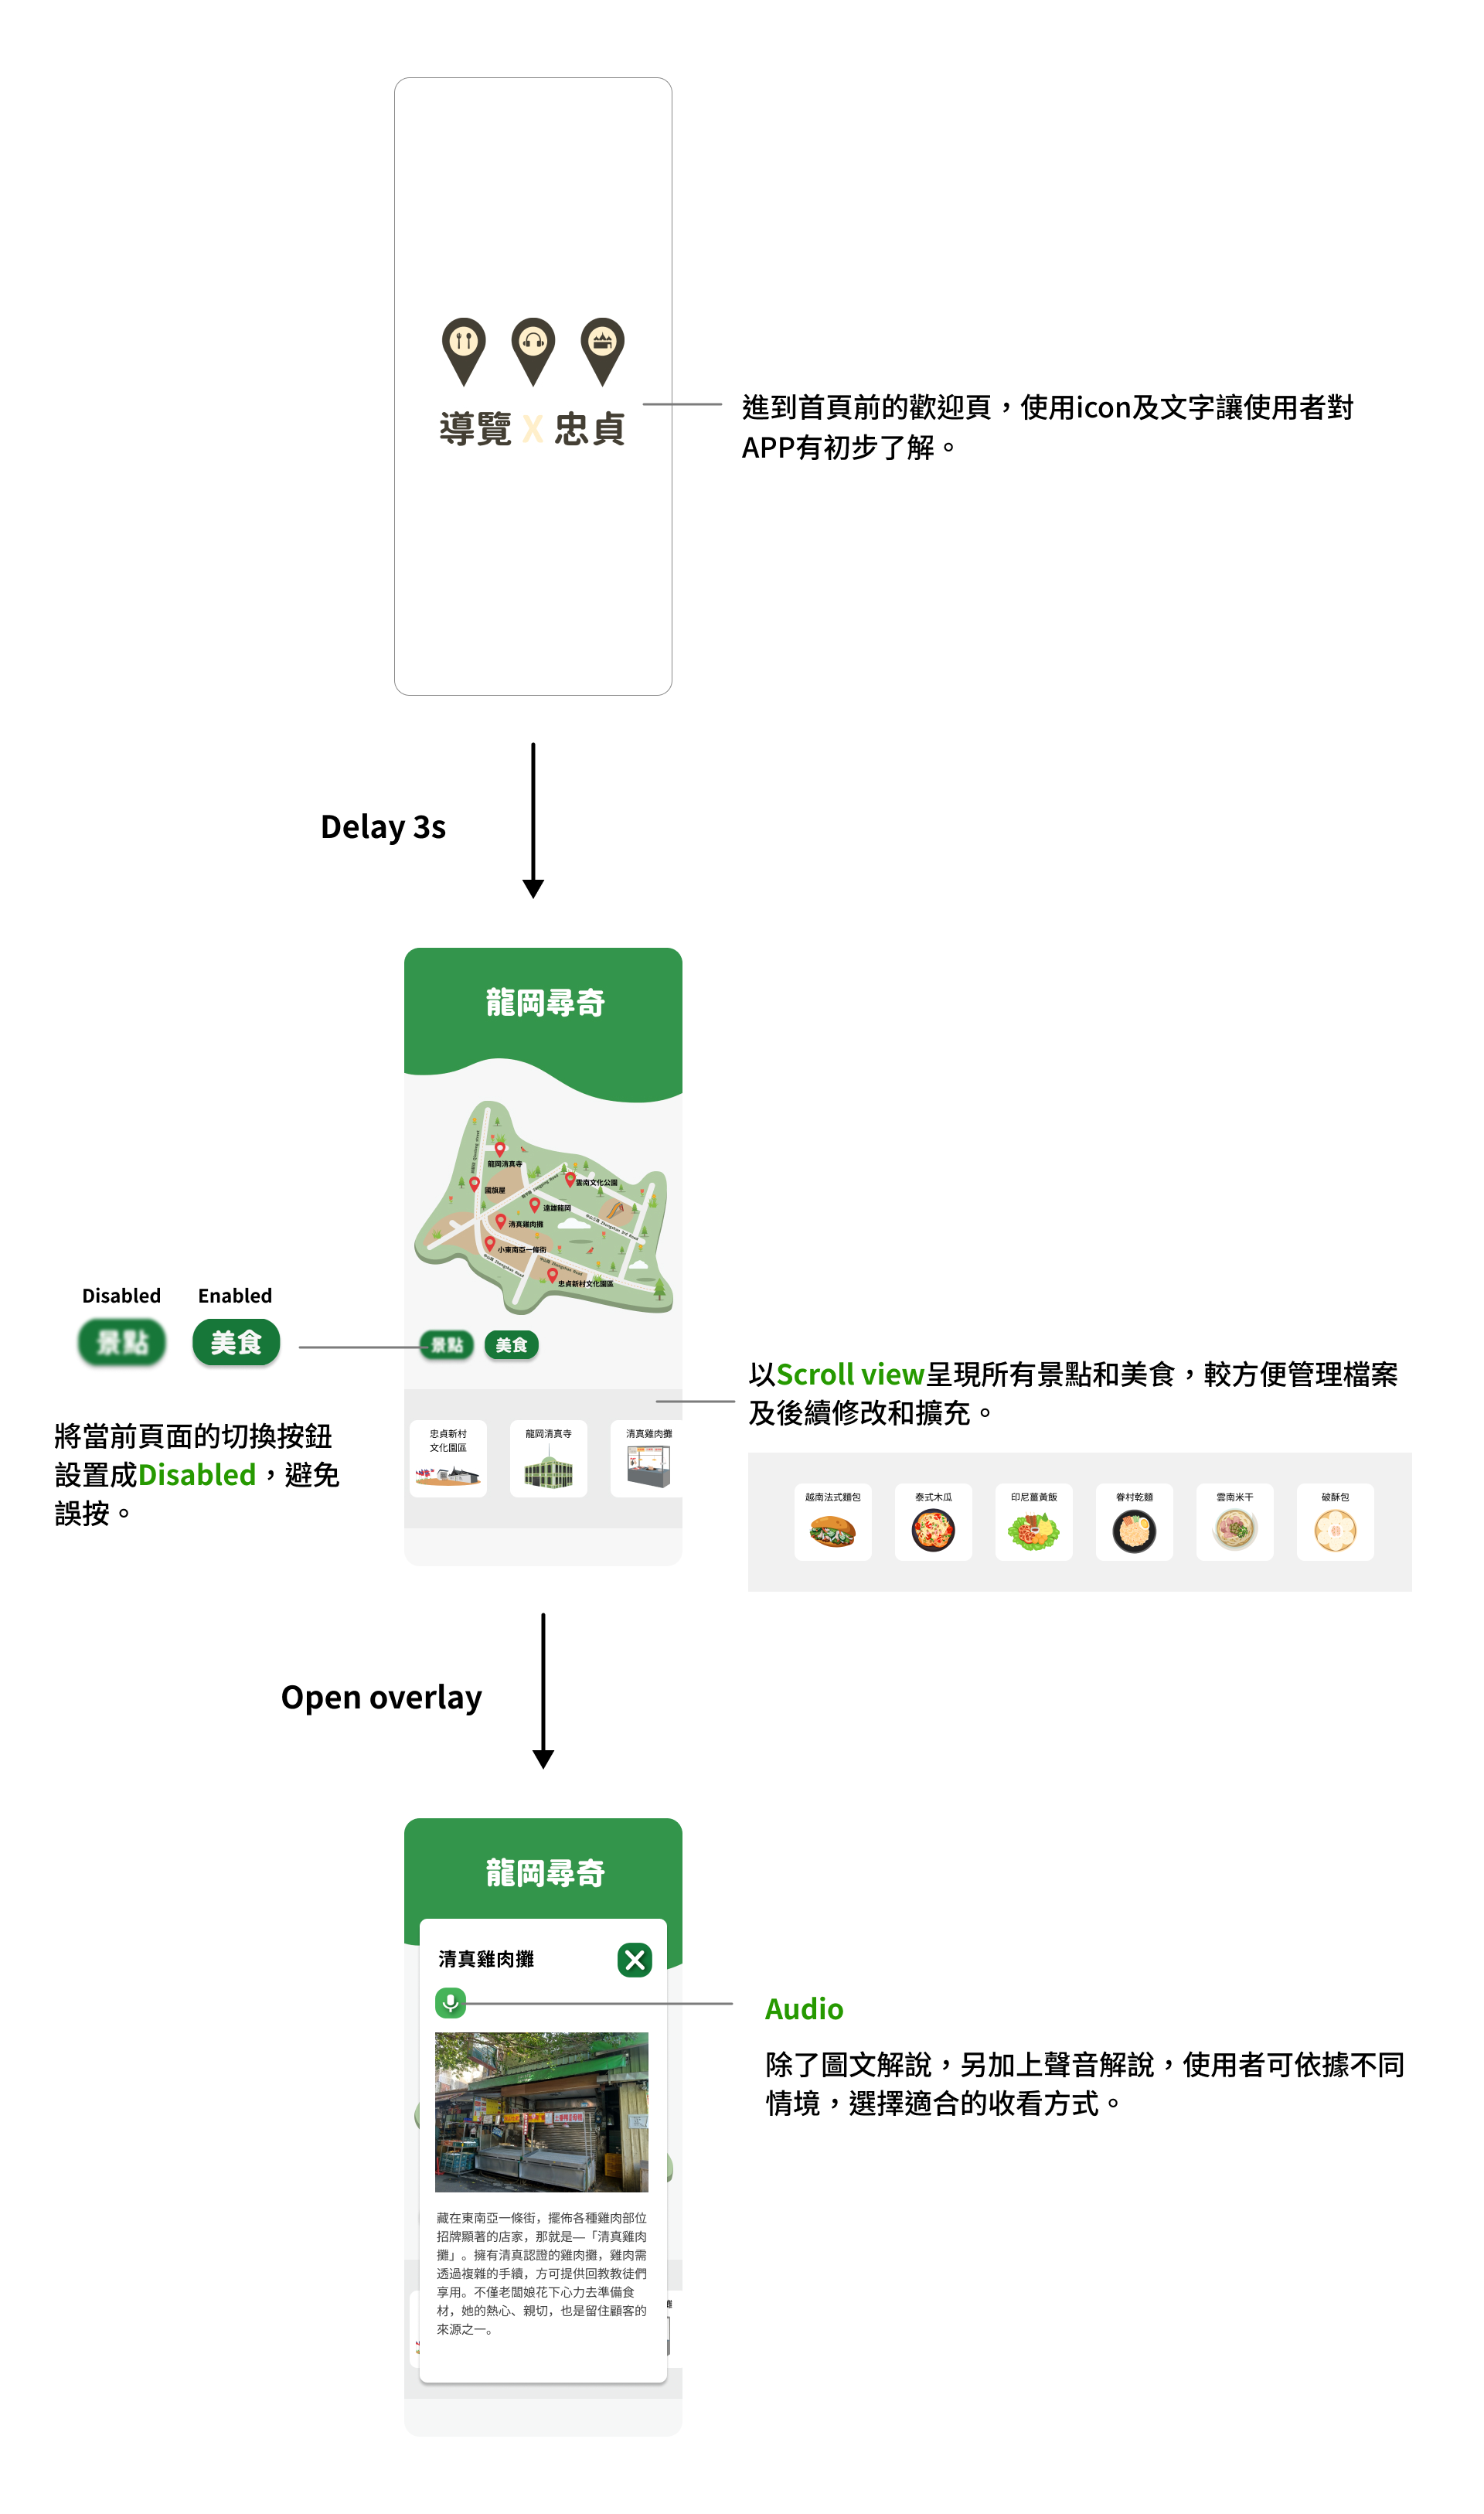 導覽 X 忠貞
進到首頁前的歡迎頁，使用icon及文字讓使用者對
APP有初步了解。
Delay 3s
龍岡尋奇
龍岡清真寺
國旗屋
雲南文化公園
遠雄龍岡
清真雞肉攤
小東南亞一條街
忠貞新村文化園區
中山路 Zhongshan Road
中山路 Zhongshan Road
Disabled
Enabled
景點
美食
景點
美食
將當前頁面的切換按鈕
設置成Disabled，避免
誤按。
以Scroll view呈現所有景點和美食，較方便管理檔案
及後續修改和擴充。
忠貞新村
文化園區
龍岡清真寺
清真雞肉攤
越南法式麵包
泰式木瓜
印尼薑黃飯
眷村乾麵
雲南米干
破酥包
Open overlay
龍岡尋奇
清真雞肉攤
Audio
除了圖文解說，另加上聲音解說，使用者可依據不同
情境，選擇適合的收看方式。
藏在東南亞一條街，擺佈各種雞肉部位
招牌顯著的店家，那就是—「清真雞肉
攤」。擁有清真認證的雞肉攤，雞肉需
透過複雜的手續，方可提供回教教徒們
享用。不僅老闆娘花下心力去準備食
材，她的熱心、親切，也是留住顧客的
來源之一。